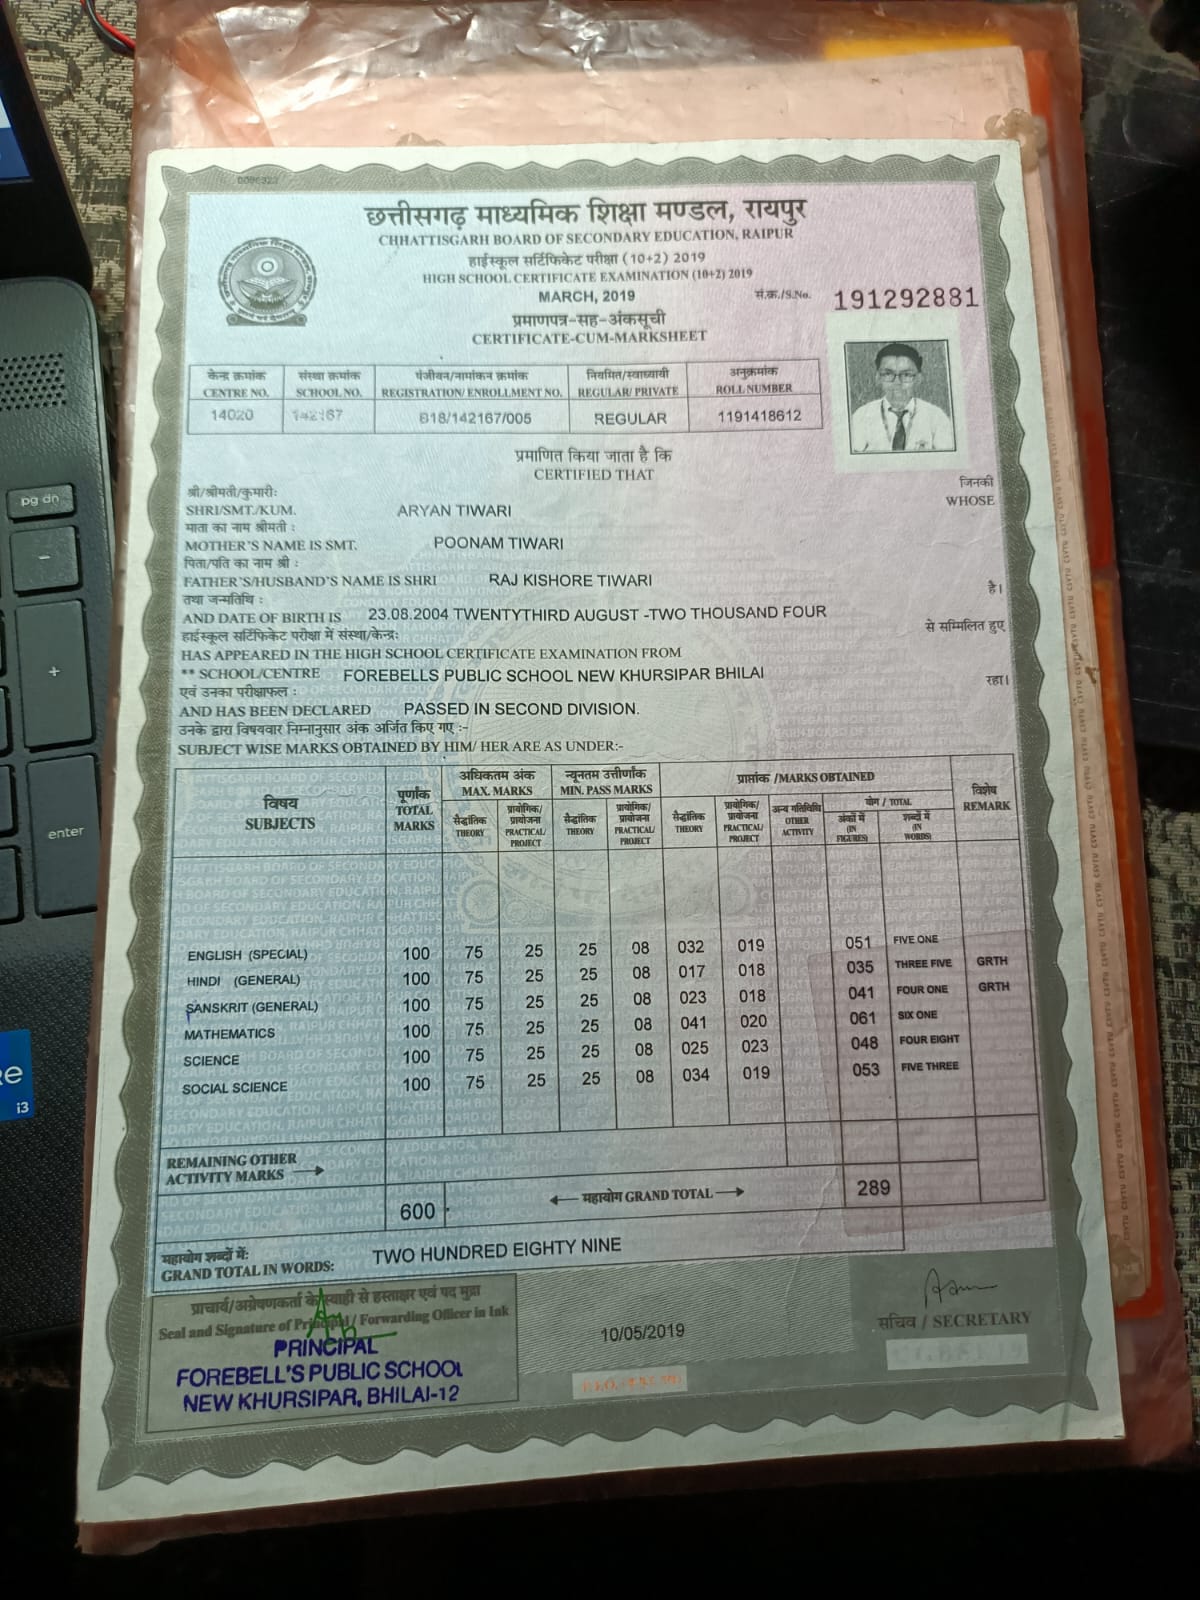 छत्तीसगढ़ माध्यमिक शिक्षा मण्डल, रायपुर
CHHATTISGARH BOARD OF SECONDARY EDUCATION, RAIPUR
हाईस्कूल सर्टिफिकेट परीक्षा (10+2) 2019
HIGH SCHOOL CERTIFICATE EXAMINATION (10+2) 2019
MARCH, 2019
सं.क्र./S.No. 191292881
प्रमाणपत्र-सह-अंकसूची
CERTIFICATE-CUM-MARKSHEET
केन्द्र क्रमांक संस्था क्रमांक पंजीयन/नामांकन क्रमांक नियमित/स्वाध्यायी अनुक्रमांक
CENTRE NO. SCHOOL NO. REGISTRATION/ ENROLLMENT NO. REGULAR/ PRIVATE ROLL NUMBER
14020 142167 B18/142167/005 REGULAR 1191418612
प्रमाणित किया जाता है कि
CERTIFIED THAT
श्री/श्रीमती/कुमारी: जिनकी
SHRI/SMT./KUM. ARYAN TIWARI WHOSE
माता का नाम श्रीमती :
MOTHER'S NAME IS SMT. POONAM TIWARI
पिता/पति का नाम श्री :
FATHER'S/HUSBAND'S NAME IS SHRI RAJ KISHORE TIWARI
तथा जन्मतिथि : है।
AND DATE OF BIRTH IS 23.08.2004 TWENTYTHIRD AUGUST -TWO THOUSAND FOUR
हाईस्कूल सर्टिफिकेट परीक्षा में संस्था/केन्द्र: से सम्मिलित हुए
HAS APPEARED IN THE HIGH SCHOOL CERTIFICATE EXAMINATION FROM
** SCHOOL/CENTRE FOREBELLS PUBLIC SCHOOL NEW KHURSIPAR BHILAI
एवं उनका परीक्षाफल : रहा।
AND HAS BEEN DECLARED PASSED IN SECOND DIVISION.
उनके द्वारा विषयवार निम्नानुसार अंक अर्जित किए गए :-
SUBJECT WISE MARKS OBTAINED BY HIM/ HER ARE AS UNDER:-
विषय पूर्णांक अधिकतम अंक न्यूनतम उत्तीर्णांक प्राप्तांक /MARKS OBTAINED विशेष
SUBJECTS TOTAL MARKS MAX. MARKS MIN. PASS MARKS REMARK
सैद्धांतिक प्रायोगिक/प्रायोजना सैद्धांतिक प्रायोगिक/प्रायोजना सैद्धांतिक प्रायोगिक/प्रायोजना अन्य गतिविधि योग / TOTAL
THEORY PRACTICAL/PROJECT THEORY PRACTICAL/PROJECT THEORY PRACTICAL/PROJECT OTHER ACTIVITY अंकों में (IN FIGURES) शब्दों में (IN WORDS)
ENGLISH (SPECIAL) 100 75 25 25 08 032 019 051 FIVE ONE
HINDI (GENERAL) 100 75 25 25 08 017 018 035 THREE FIVE GRTH
SANSKRIT (GENERAL) 100 75 25 25 08 023 018 041 FOUR ONE GRTH
MATHEMATICS 100 75 25 25 08 041 020 061 SIX ONE
SCIENCE 100 75 25 25 08 025 023 048 FOUR EIGHT
SOCIAL SCIENCE 100 75 25 25 08 034 019 053 FIVE THREE
REMAINING OTHER
ACTIVITY MARKS
600 महायोग GRAND TOTAL 289
महायोग शब्दों में:
GRAND TOTAL IN WORDS: TWO HUNDRED EIGHTY NINE
प्राचार्य/अग्रेषणकर्ता के स्याही से हस्ताक्षर एवं पद मुद्रा
Seal and Signature of Principal / Forwarding Officer in Ink
PRINCIPAL
FOREBELL'S PUBLIC SCHOOL
NEW KHURSIPAR, BHILAI-12
10/05/2019
सचिव / SECRETARY
pg dn
-
+
enter
i3